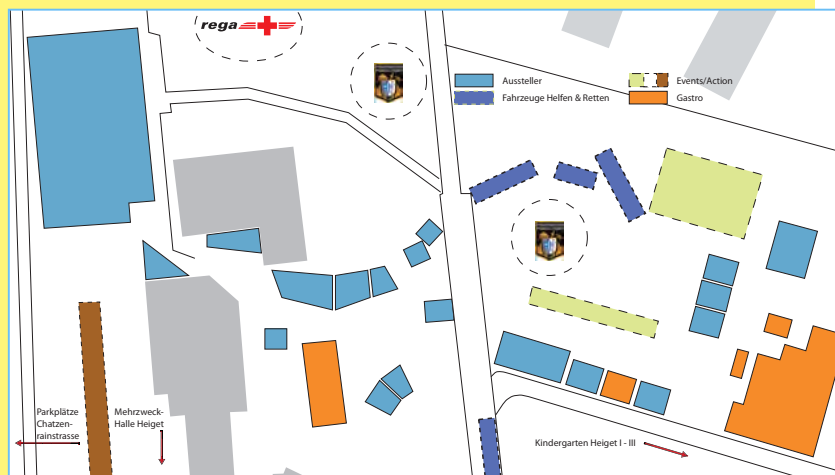 rega
Aussteller
Events/Action
Fahrzeuge Helfen & Retten
Gastro
Parkplätze
Chatzen-
rainstrasse
Mehrzweck-
Halle Heiget
Kindergarten Heiget I - III